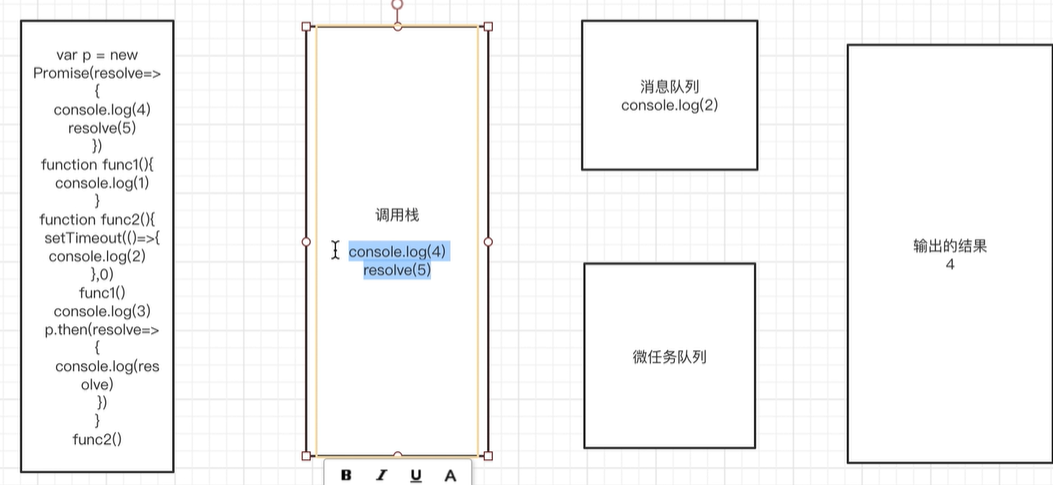 var p = new
Promise(resolve=>
{
console.log(4)
resolve(5)
})
function func1(){
console.log(1)
}
function func2(){
setTimeout(()=>{
console.log(2)
},0)
func1()
console.log(3)
p.then(resolve=>
{
console.log(res
olve)
})
}
func2()
调用栈
console.log(4)
resolve(5)
消息队列
console.log(2)
微任务队列
输出的结果
4
B I U A